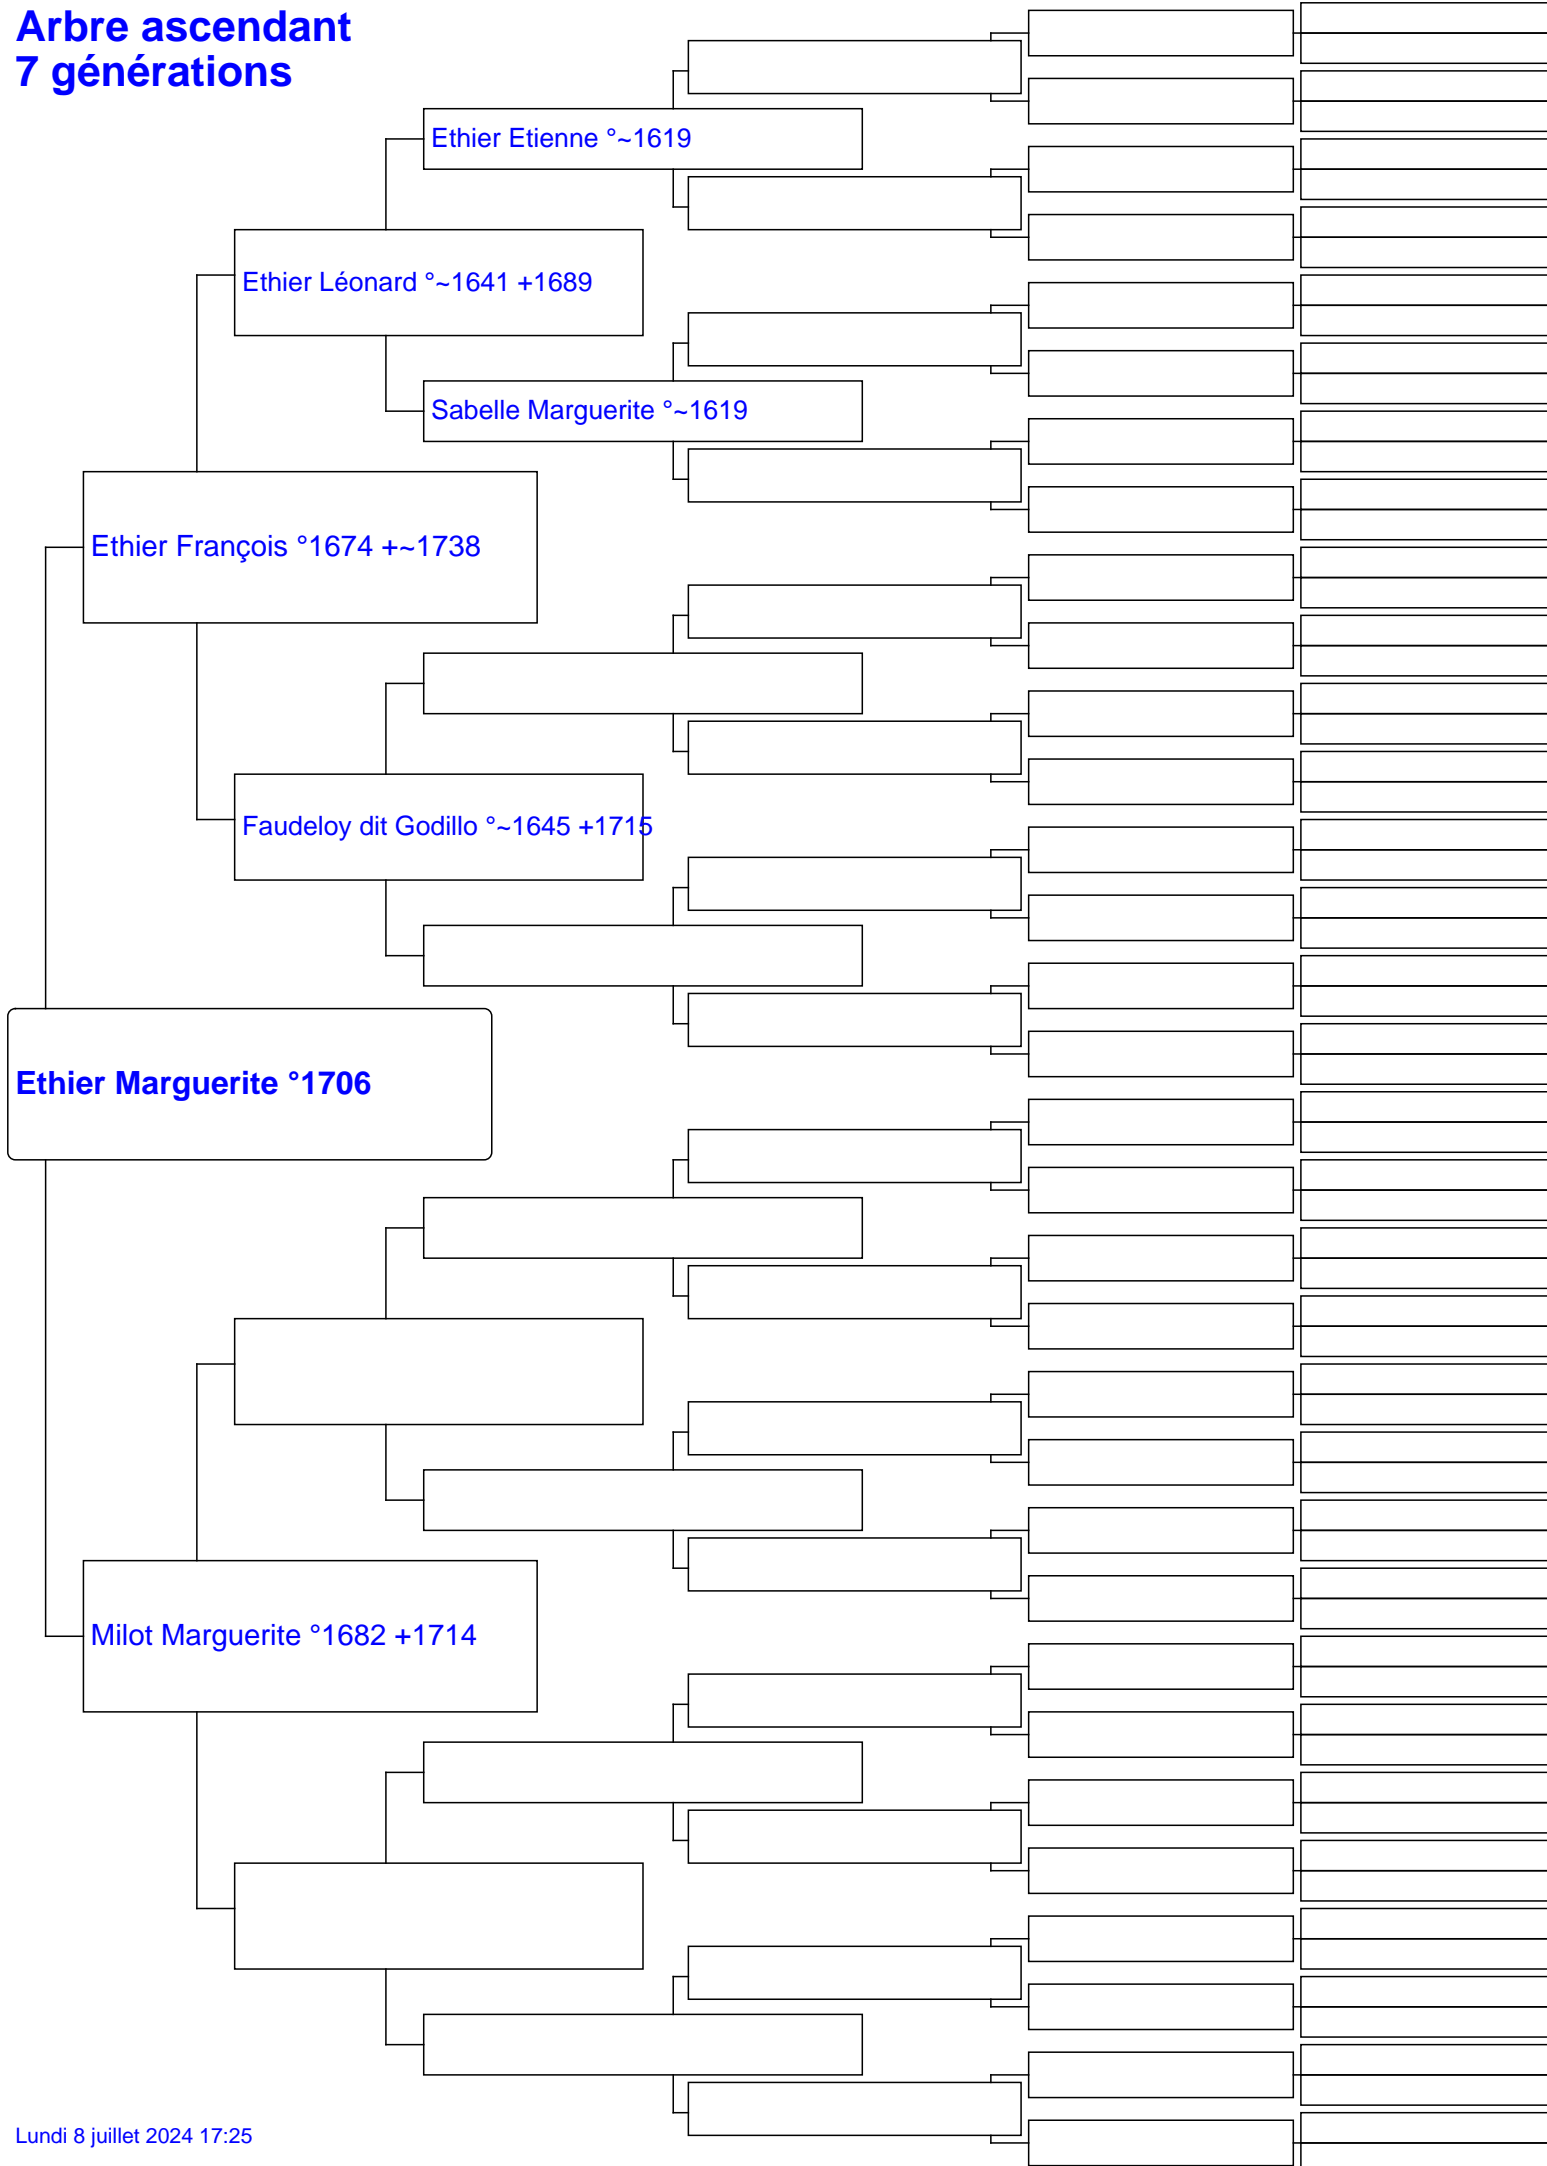 Arbre ascendant
7 générations
Ethier Etienne °~1619
Ethier Léonard °~1641 +1689
Sabelle Marguerite °~1619
Ethier François °1674 +~1738
Faudeloy dit Godillo °~1645 +1715
Ethier Marguerite °1706
Milot Marguerite °1682 +1714
Lundi 8 juillet 2024 17:25